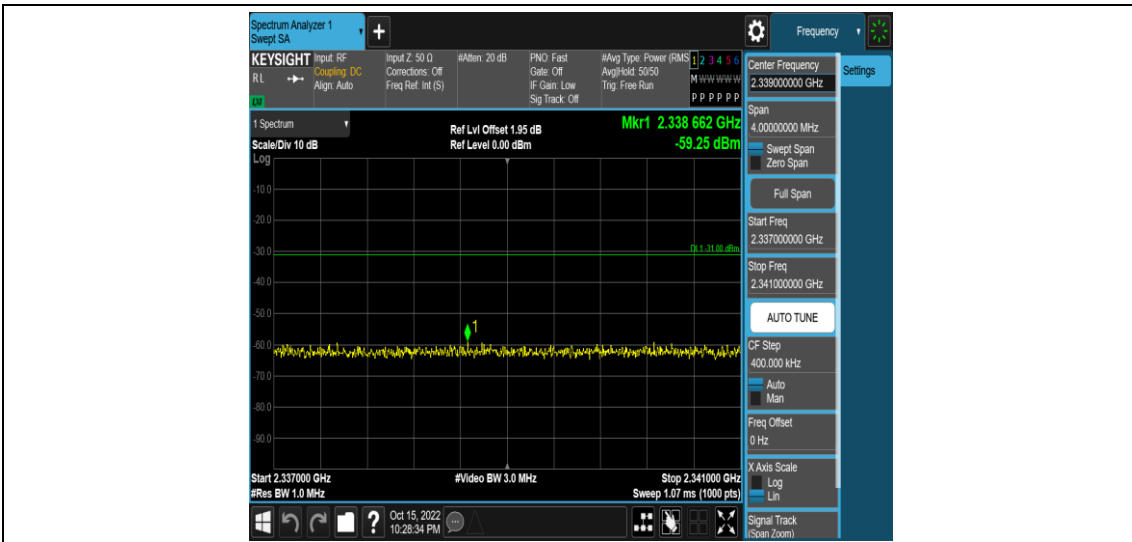 Spectrum Analyzer 1
Swept SA
+
Frequency
KEYSIGHT
RL
LXI
Input: RF
Coupling: DC
Align: Auto
Input Z: 50 Ω
Corrections: Off
Freq Ref: Int (S)
#Atten: 20 dB
PNO: Fast
Gate: Off
IF Gain: Low
Sig Track: Off
#Avg Type: Power (RMS
Avg|Hold: 50/50
Trig: Free Run
1 2 3 4 5 6
M W W W W W
P P P P P P
1 Spectrum
Scale/Div 10 dB
Log
Ref Lvl Offset 1.95 dB
Ref Level 0.00 dBm
Mkr1 2.338 662 GHz
-59.25 dBm
-10.0
-20.0
-30.0
DL1 -31.00 dBm
-40.0
-50.0
1
-60.0
-70.0
-80.0
-90.0
Start 2.337000 GHz
#Res BW 1.0 MHz
#Video BW 3.0 MHz
Stop 2.341000 GHz
Sweep 1.07 ms (1000 pts)
?
Oct 15, 2022
10:28:34 PM
Center Frequency
2.339000000 GHz
Settings
Span
4.00000000 MHz
Swept Span
Zero Span
Full Span
Start Freq
2.337000000 GHz
Stop Freq
2.341000000 GHz
AUTO TUNE
CF Step
400.000 kHz
Auto
Man
Freq Offset
0 Hz
X Axis Scale
Log
Lin
Signal Track
(Span Zoom)